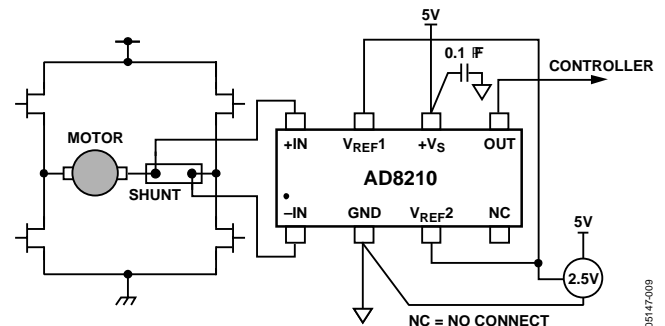 5V
0.1 µF
CONTROLLER
MOTOR
SHUNT
+IN
VREF1
+VS
OUT
AD8210
–IN
GND
VREF2
NC
5V
2.5V
NC = NO CONNECT
05147-009